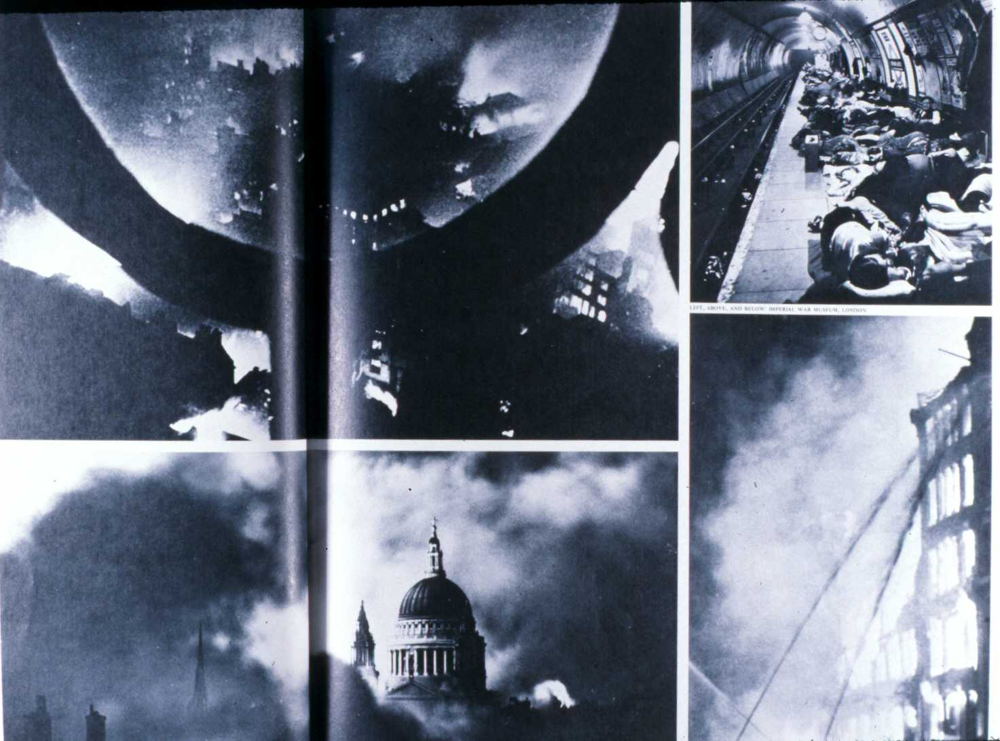 LEFT, ABOVE, AND BELOW: IMPERIAL WAR MUSEUM, LONDON